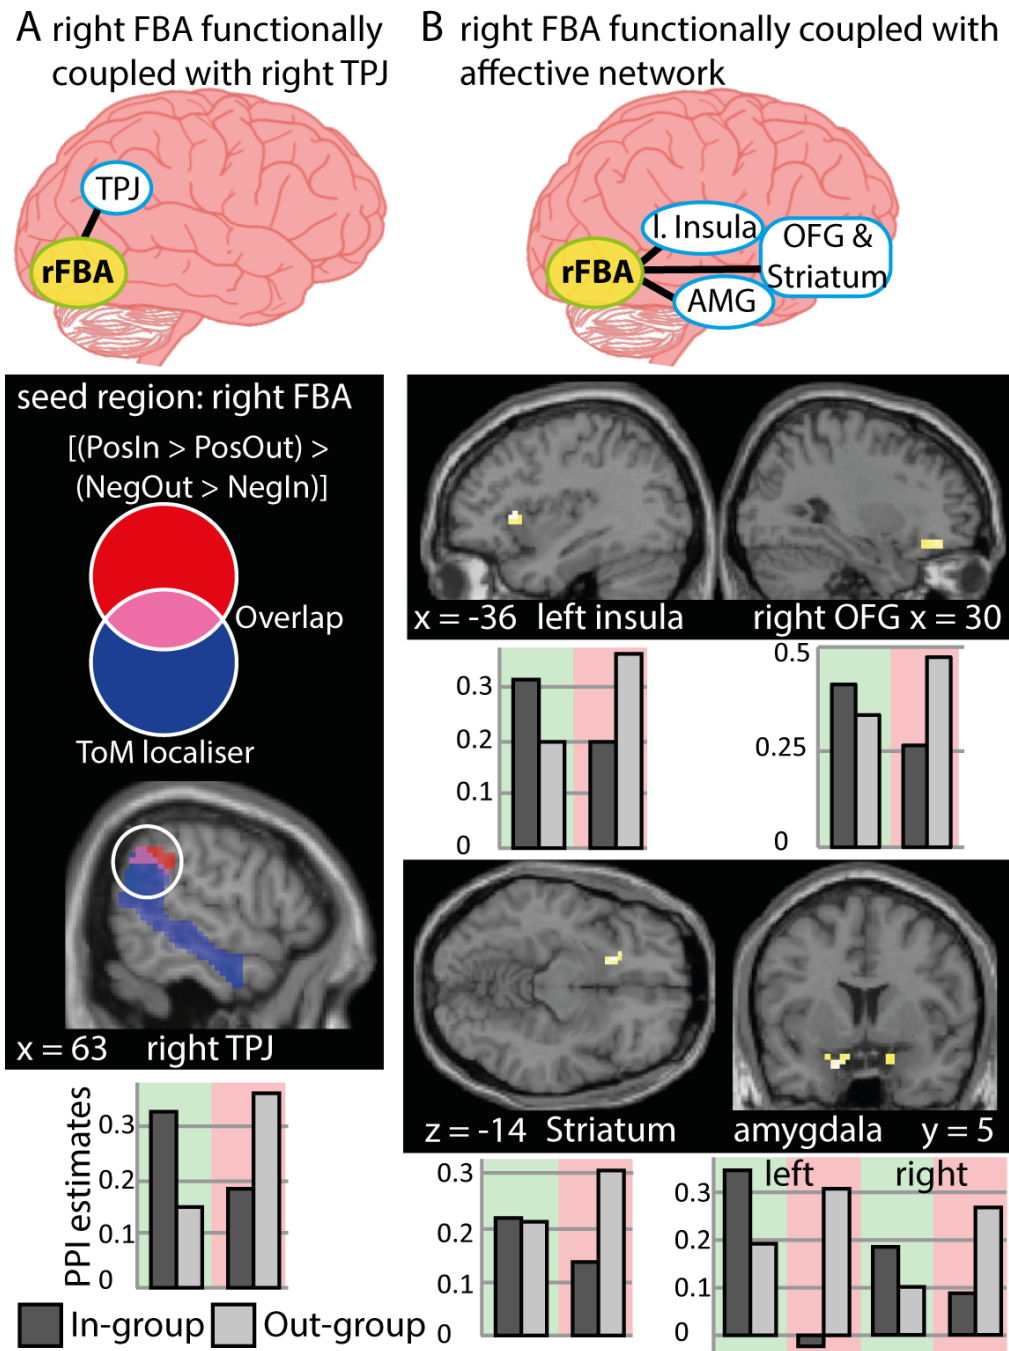 A right FBA functionally
coupled with right TPJ
TPJ
rFBA
seed region: right FBA
[(PosIn > PosOut) >
(NegOut > NegIn)]
Overlap
ToM localiser
x = 63 right TPJ
PPI estimates
0.3
0.2
0.1
0
In-group Out-group
B right FBA functionally coupled with
affective network
l. Insula
OFG &
Striatum
rFBA
AMG
x = -36 left insula
right OFG x = 30
0.3
0.2
0.1
0
0.5
0.25
0
z = -14 Striatum
amygdala y = 5
0.3
0.2
0.1
0
left right
0.3
0.2
0.1
0